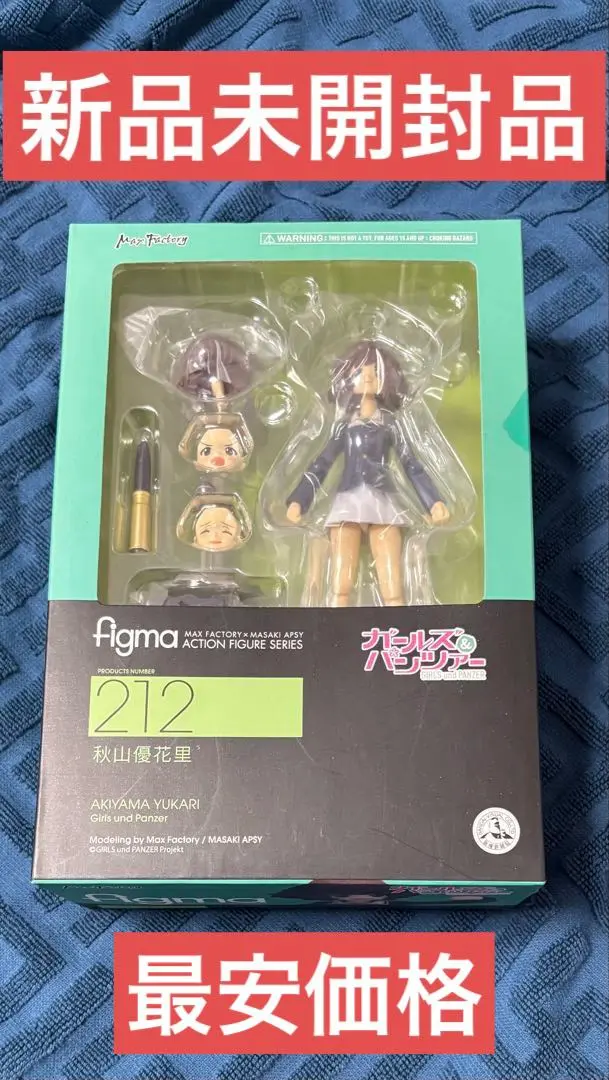 新品未開封品
Max Factory
WARNING : THIS IS NOT A TOY. FOR AGES 15 AND UP : CHOKING HAZARD
figma
MAX FACTORY × MASAKI APSY
ACTION FIGURE SERIES
ガールズ&パンツァー
GIRLS und PANZER
PRODUCTS NUMBER
212
秋山優花里
AKIYAMA YUKARI
Girls und Panzer
Modeling by Max Factory / MASAKI APSY
©GIRLS und PANZER Projekt
figma
最安価格